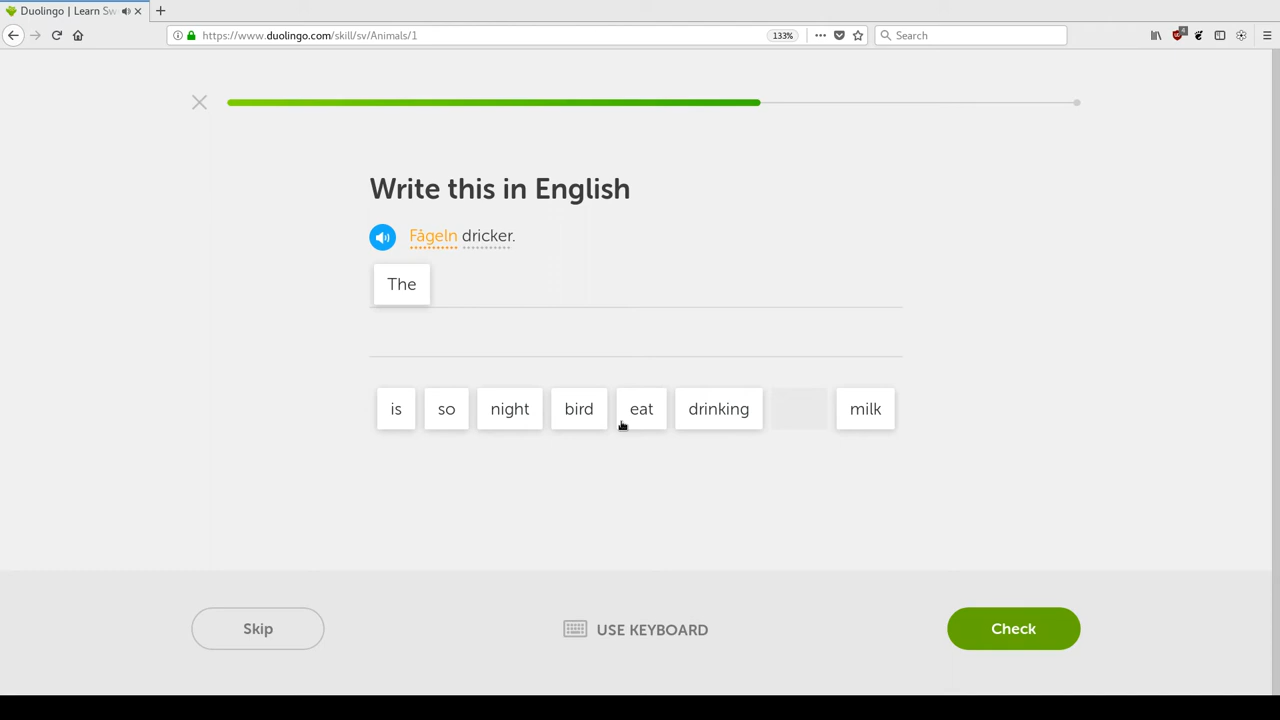 Duolingo | Learn Sw
https://www.duolingo.com/skill/sv/Animals/1
133%
Search
Write this in English
Fågeln dricker.
The
is so night bird eat drinking milk
Skip
USE KEYBOARD
Check